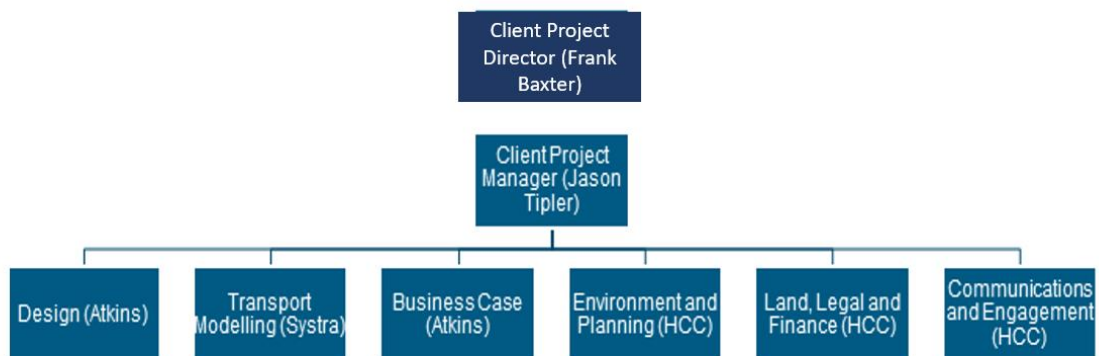 Client Project
Director (Frank
Baxter)
Client Project
Manager (Jason
Tipler)
Design (Atkins)
Transport
Modelling (Systra)
Business Case
(Atkins)
Environment and
Planning (HCC)
Land, Legal and
Finance (HCC)
Communications
and Engagement
(HCC)